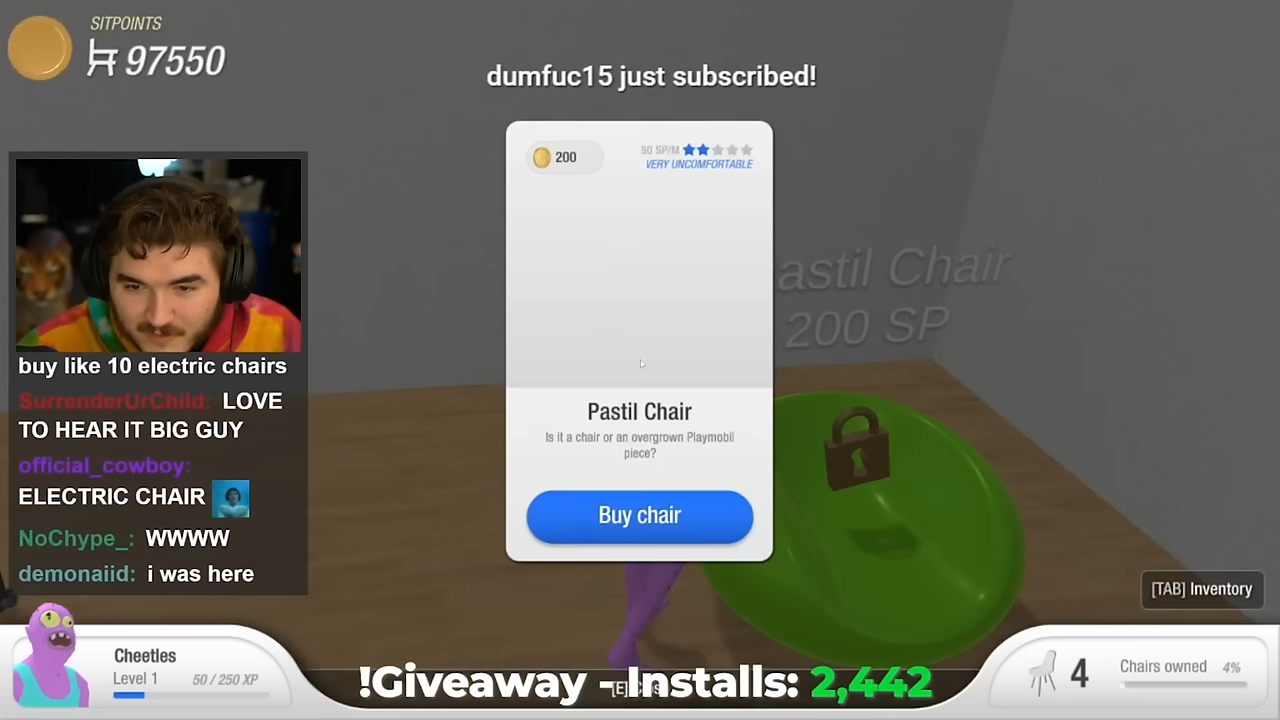 SITPOINTS
97550
dumfuc15 just subscribed!
200
50 SP/M
VERY UNCOMFORTABLE
astil Chair
200 SP
Pastil Chair
Is it a chair or an overgrown Playmobil
piece?
Buy chair
buy like 10 electric chairs
SurrenderUrChild: LOVE
TO HEAR IT BIG GUY
official_cowboy:
ELECTRIC CHAIR
NoChype_: WWWW
demonaiid: i was here
[TAB] Inventory
Cheetles
Level 1
50 / 250 XP
!Giveaway - Installs: 2,442
4
Chairs owned
4%